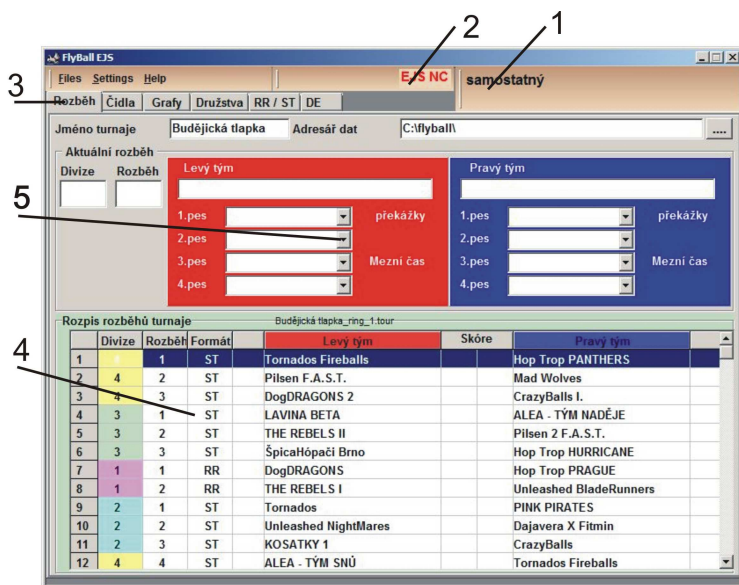 2
1
FlyBall EJS
Files Settings Help
EJS NC
samostatný
3
Rozběh Čidla Grafy Družstva RR / ST DE
Jméno turnaje Budějická tlapka Adresář dat C:\flyball\ ....
Aktuální rozběh
Divize Rozběh
Levý tým
Pravý tým
5
1.pes překážky 1.pes překážky
2.pes 2.pes
3.pes Mezní čas 3.pes Mezní čas
4.pes 4.pes
Rozpis rozběhů turnaje Budějická tlapka_ring_1.tour
4
Divize Rozběh Formát Levý tým Skóre Pravý tým
1 1 ST Tornados Fireballs Hop Trop PANTHERS
2 4 2 ST Pilsen F.A.S.T. Mad Wolves
3 4 3 ST DogDRAGONS 2 CrazyBalls I.
4 3 1 ST LAVINA BETA ALEA - TÝM NADĚJE
5 3 2 ST THE REBELS II Pilsen 2 F.A.S.T.
6 3 3 ST ŠpicaHópači Brno Hop Trop HURRICANE
7 1 1 RR DogDRAGONS Hop Trop PRAGUE
8 1 2 RR THE REBELS I Unleashed BladeRunners
9 2 1 ST Tornados PINK PIRATES
10 2 2 ST Unleashed NightMares Dajavera X Fitmin
11 2 3 ST KOSATKY 1 CrazyBalls
12 4 4 ST ALEA - TÝM SNŮ Tornados Fireballs